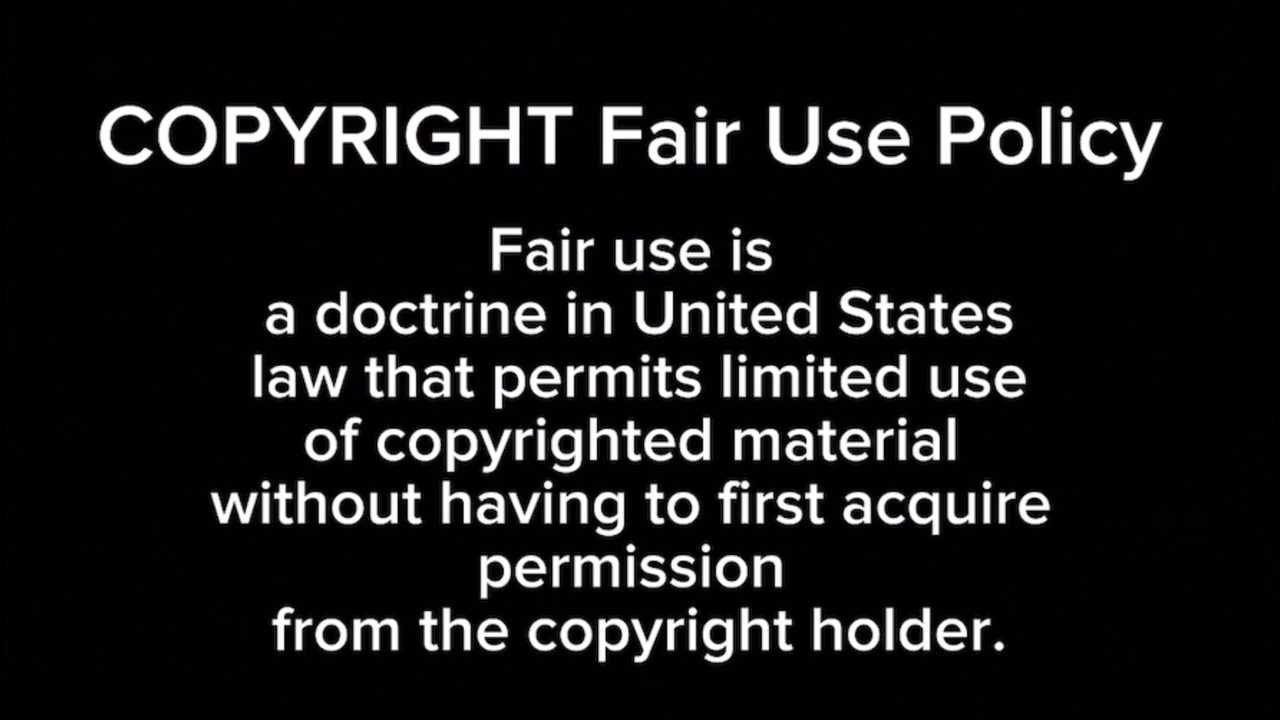 COPYRIGHT Fair Use Policy
Fair use is
a doctrine in United States
law that permits limited use
of copyrighted material
without having to first acquire
permission
from the copyright holder.